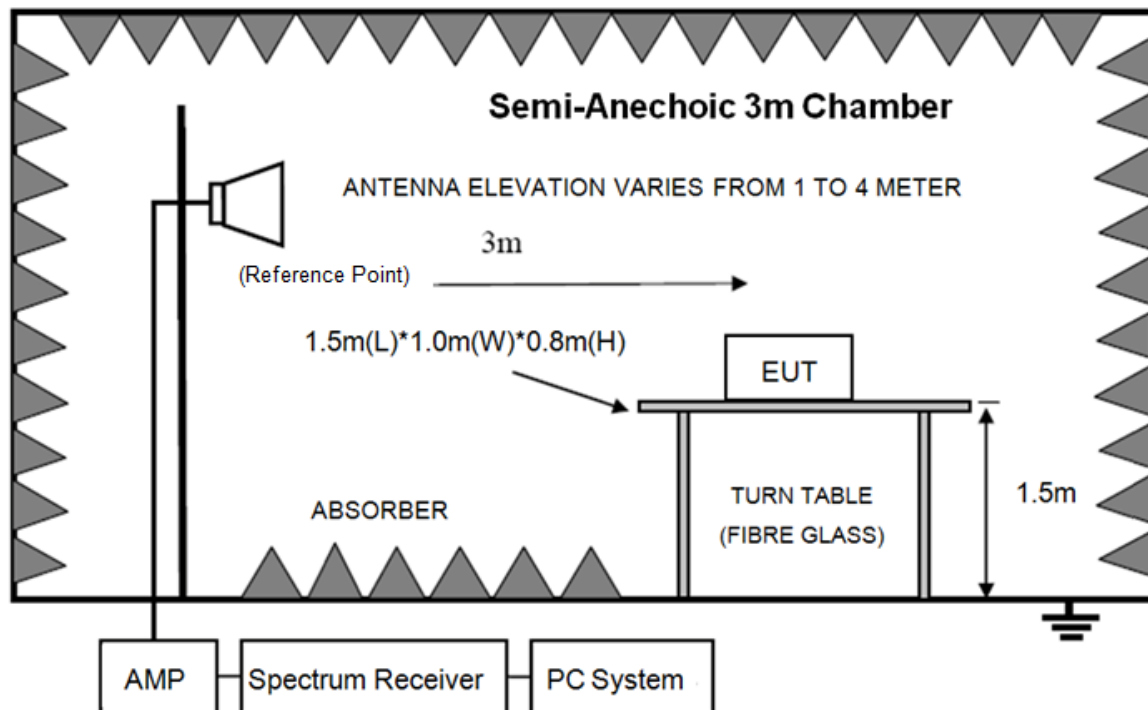 Semi-Anechoic 3m Chamber
ANTENNA ELEVATION VARIES FROM 1 TO 4 METER
3m
(Reference Point)
1.5m(L)*1.0m(W)*0.8m(H)
EUT
1.5m
TURN TABLE
(FIBRE GLASS)
ABSORBER
AMP
Spectrum Receiver
PC System